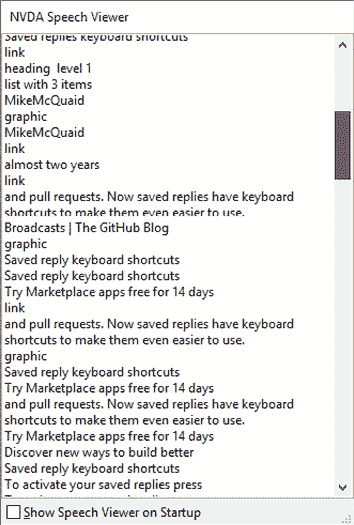 NVDA Speech Viewer
Saved replies keyboard shortcuts
link
heading  level 1
list with 3 items
MikeMcQuaid
graphic
MikeMcQuaid
link
almost two years
link
and pull requests. Now saved replies have keyboard
shortcuts to make them even easier to use.
Broadcasts | The GitHub Blog
graphic
Saved reply keyboard shortcuts
Saved reply keyboard shortcuts
Try Marketplace apps free for 14 days
link
and pull requests. Now saved replies have keyboard
shortcuts to make them even easier to use.
graphic
Saved reply keyboard shortcuts
Try Marketplace apps free for 14 days
and pull requests. Now saved replies have keyboard
shortcuts to make them even easier to use.
Try Marketplace apps free for 14 days
Discover new ways to build better
Saved reply keyboard shortcuts
To activate your saved replies press
Show Speech Viewer on Startup